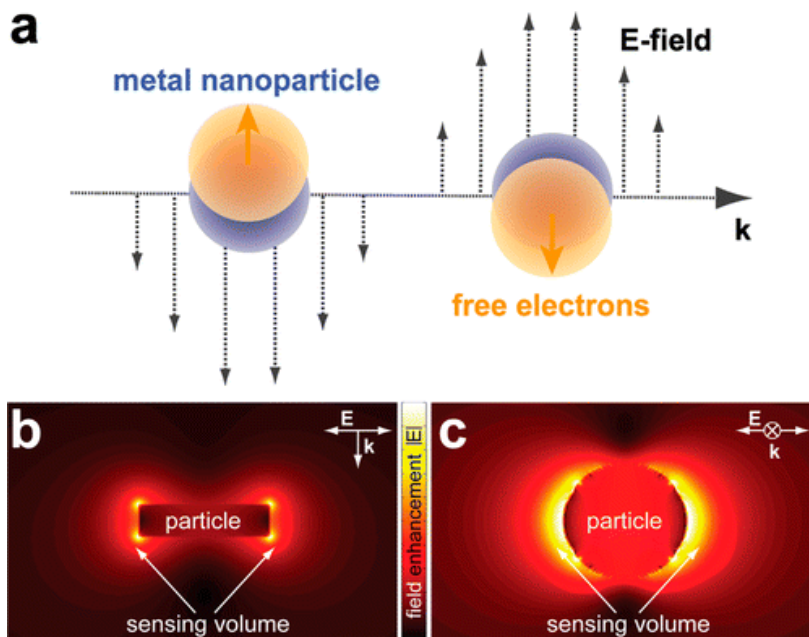 a
E-field
metal nanoparticle
k
free electrons
b
E
k
particle
sensing volume
field enhancement |E|
c
E
k
particle
sensing volume